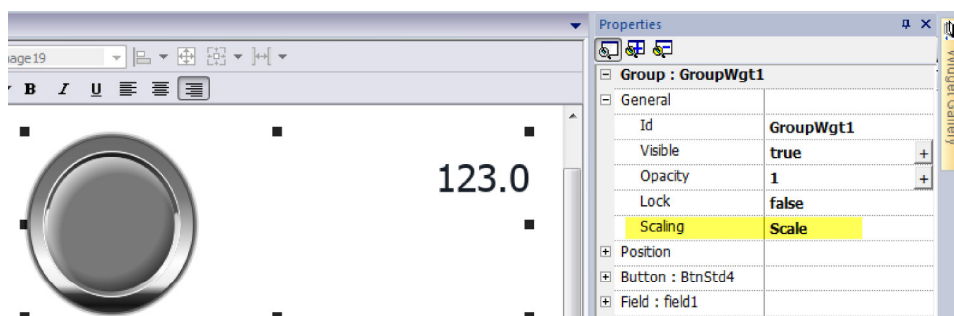 Properties
age19
B I U
Group : GroupWgt1
General
Id GroupWgt1
Visible true +
Opacity 1 +
Lock false
Scaling Scale
Position
Button : BtnStd4
Field : field1
123.0
Widget Gallery